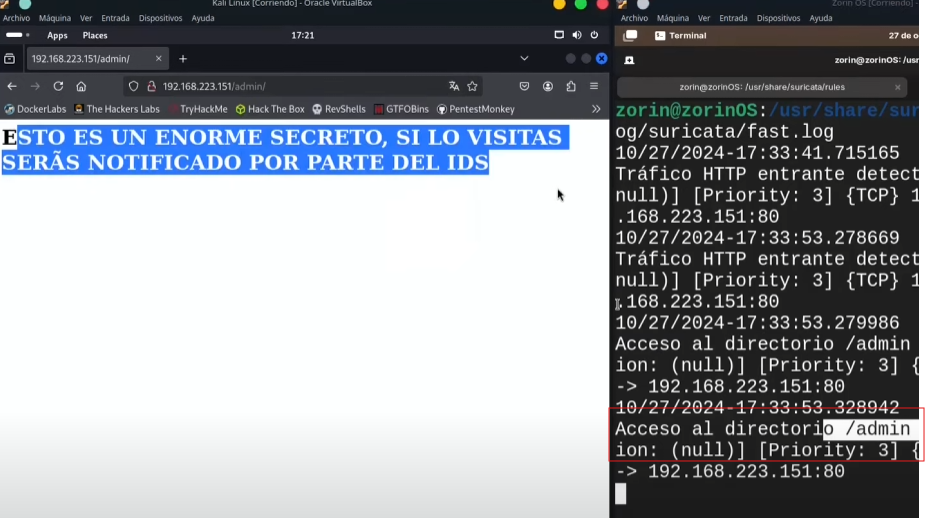 Kali Linux [Corriendo] - Oracle VirtualBox
Archivo Máquina Ver Entrada Dispositivos Ayuda
Apps Places 17:21
192.168.223.151/admin/
192.168.223.151/admin/
DockerLabs The Hackers Labs TryHackMe Hack The Box RevShells GTFOBins PentestMonkey
ESTO ES UN ENORME SECRETO, SI LO VISITAS
SERÃS NOTIFICADO POR PARTE DEL IDS
Zorin OS [Corriendo] -
Archivo Máquina Ver Entrada Dispositivos Ayuda
Terminal 27 de o
zorin@zorinOS: /usr
zorin@zorinOS: /usr/share/suricata/rules
zorin@zorinOS:/usr/share/sur
og/suricata/fast.log
10/27/2024-17:33:41.715165
Tráfico HTTP entrante detect
null)] [Priority: 3] {TCP} 1
.168.223.151:80
10/27/2024-17:33:53.278669
Tráfico HTTP entrante detect
null)] [Priority: 3] {TCP} 1
.168.223.151:80
10/27/2024-17:33:53.279986
Acceso al directorio /admin
ion: (null)] [Priority: 3] {
-> 192.168.223.151:80
10/27/2024-17:33:53.328942
Acceso al directorio /admin
ion: (null)] [Priority: 3] {
-> 192.168.223.151:80